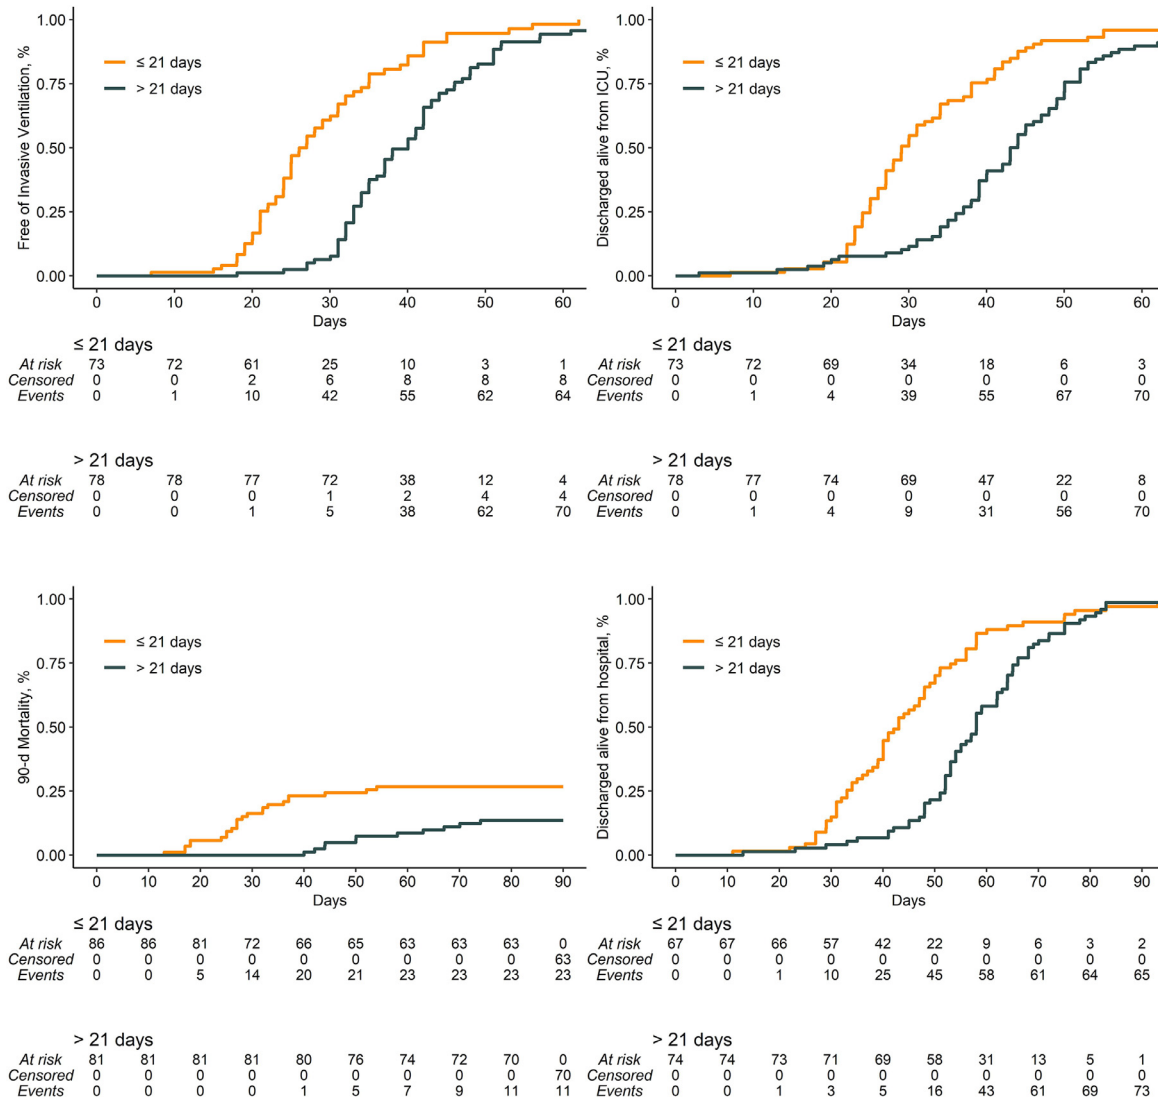 Free of Invasive Ventilation, %
1.00
0.75
0.50
0.25
0.00
≤ 21 days
> 21 days
0 10 20 30 40 50 60
Days
≤ 21 days
At risk 73 72 61 25 10 3 1
Censored 0 0 2 6 8 8 8
Events 0 1 10 42 55 62 64
> 21 days
At risk 78 78 77 72 38 12 4
Censored 0 0 0 1 2 4 4
Events 0 0 1 5 38 62 70
Discharged alive from ICU, %
1.00
0.75
0.50
0.25
0.00
≤ 21 days
> 21 days
0 10 20 30 40 50 60
Days
≤ 21 days
At risk 73 72 69 34 18 6 3
Censored 0 0 0 0 0 0 0
Events 0 1 4 39 55 67 70
> 21 days
At risk 78 77 74 69 47 22 8
Censored 0 0 0 0 0 0 0
Events 0 1 4 9 31 56 70
90-d Mortality, %
1.00
0.75
0.50
0.25
0.00
≤ 21 days
> 21 days
0 10 20 30 40 50 60 70 80 90
Days
≤ 21 days
At risk 86 86 81 72 66 65 63 63 63 0
Censored 0 0 0 0 0 0 0 0 0 63
Events 0 0 5 14 20 21 23 23 23 23
> 21 days
At risk 81 81 81 81 80 76 74 72 70 0
Censored 0 0 0 0 0 0 0 0 0 70
Events 0 0 0 0 1 5 7 9 11 11
Discharged alive from hospital, %
1.00
0.75
0.50
0.25
0.00
≤ 21 days
> 21 days
0 10 20 30 40 50 60 70 80 90
Days
≤ 21 days
At risk 67 67 66 57 42 22 9 6 3 2
Censored 0 0 0 0 0 0 0 0 0 0
Events 0 0 1 10 25 45 58 61 64 65
> 21 days
At risk 74 74 73 71 69 58 31 13 5 1
Censored 0 0 0 0 0 0 0 0 0 0
Events 0 0 1 3 5 16 43 61 69 73